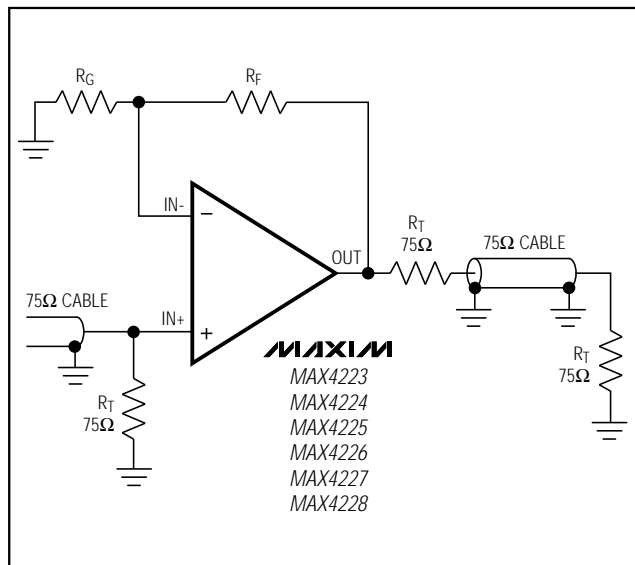 RG
RF
IN-
−
OUT
RT
75Ω
75Ω CABLE
75Ω CABLE
IN+
+
RT
75Ω
MAXIM
RT
75Ω
MAX4223
MAX4224
MAX4225
MAX4226
MAX4227
MAX4228